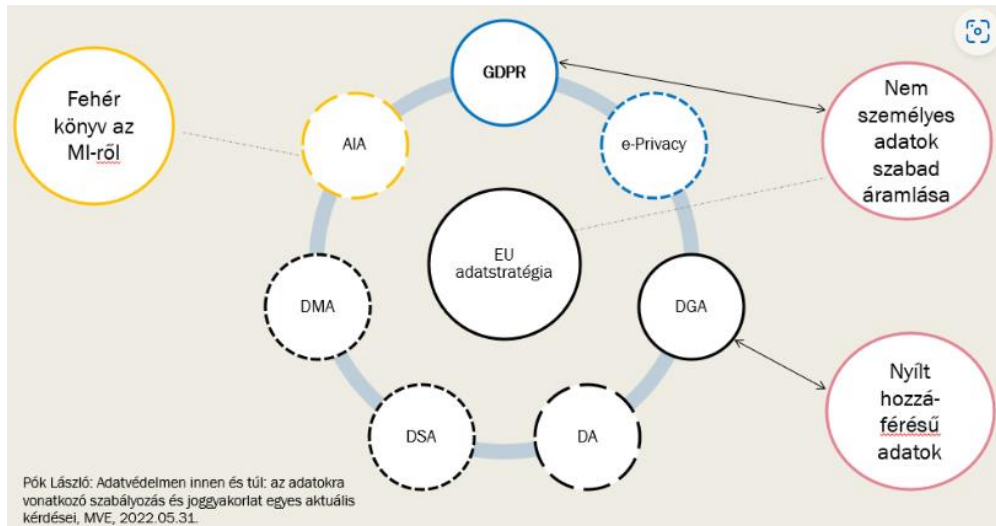 GDPR
Fehér
könyv az
MI-ről
AIA
e-Privacy
Nem
személyes
adatok
szabad
áramlása
EU
adatstratégia
DMA
DGA
DSA
DA
Nyílt
hozzá-
férésű
adatok
Pók László: Adatvédelmen innen és túl: az adatokra
vonatkozó szabályozás és joggyakorlat egyes aktuális
kérdései, MVE, 2022.05.31.